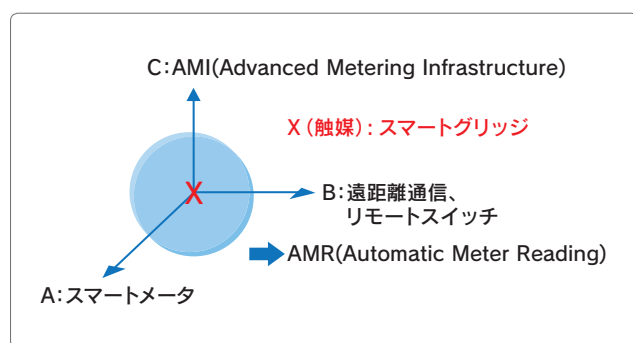 C:AMI(Advanced Metering Infrastructure)
X（触媒）: スマートグリッジ
X
B:遠距離通信、
リモートスイッチ
AMR(Automatic Meter Reading)
A:スマートメータ